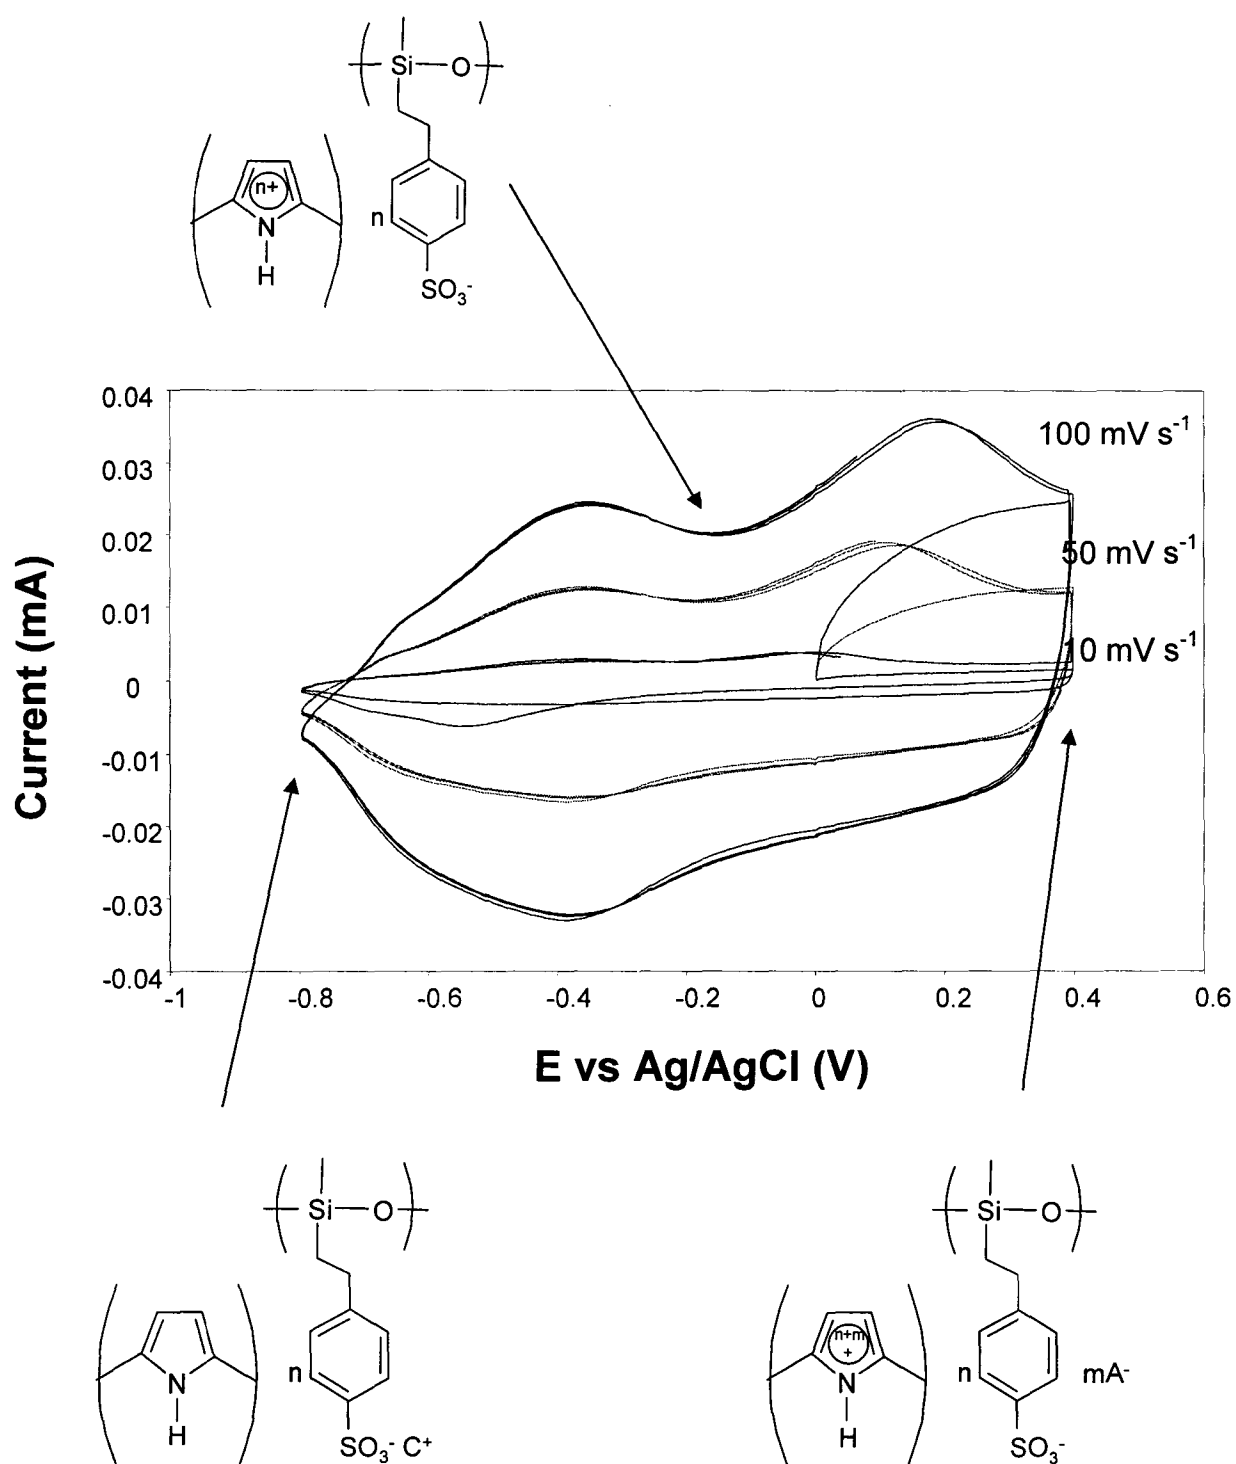 Si O
n+
N
H
n
SO₃⁻
0.04
0.03
0.02
0.01
0
-0.01
-0.02
-0.03
-0.04
100 mV s⁻¹
50 mV s⁻¹
10 mV s⁻¹
Current (mA)
-1 -0.8 -0.6 -0.4 -0.2 0 0.2 0.4 0.6
E vs Ag/AgCl (V)
Si O
N
H
n
SO₃⁻ C⁺
Si O
n+m
+
N
H
n
mA⁻
SO₃⁻